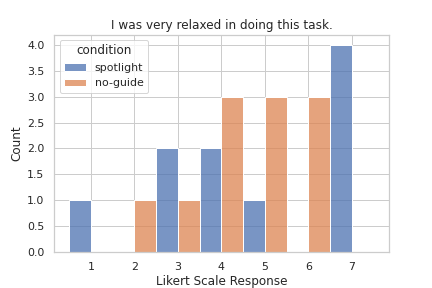 I was very relaxed in doing this task.
condition
spotlight
no-guide
4.0
3.5
3.0
2.5
2.0
1.5
1.0
0.5
0.0
Count
1 2 3 4 5 6 7
Likert Scale Response